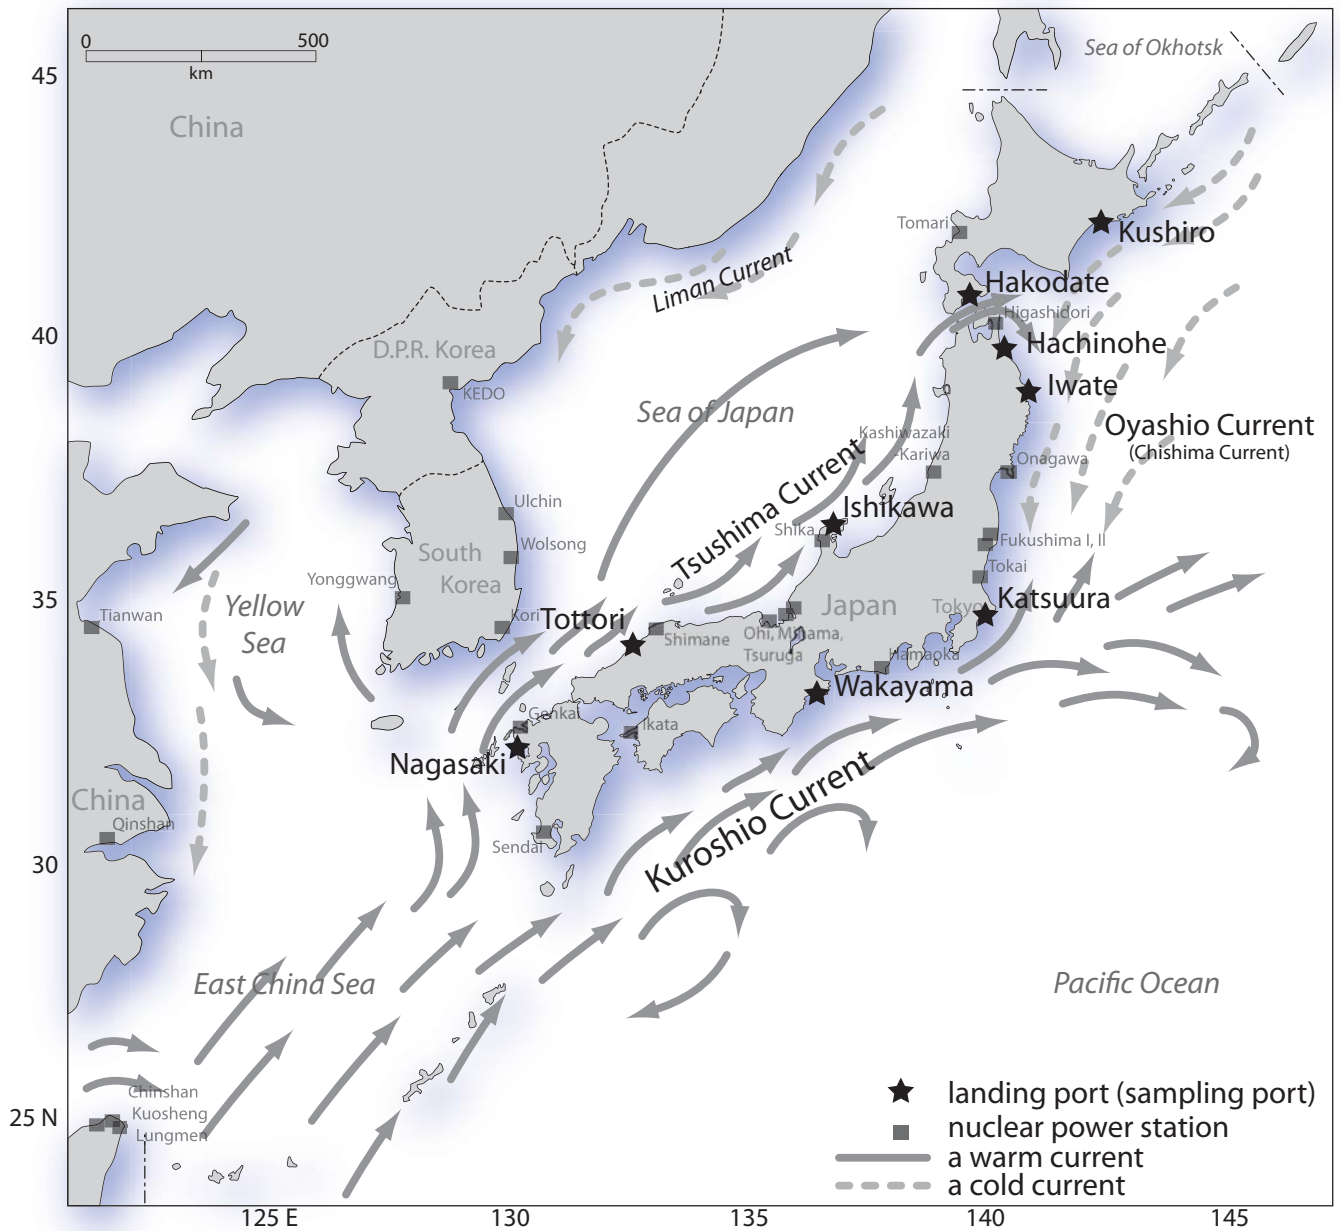 0 500
km
Sea of Okhotsk
45
China
Tomari
Kushiro
Liman Current
Hakodate
Higashidori
40
D.P.R. Korea
Hachinohe
KEDO
Iwate
Sea of Japan
Oyashio Current
(Chishima Current)
Kashiwazaki
-Kariwa
Onagawa
Tsushima Current
Ulchin
Ishikawa
Shika
South
Korea
Wolsong
Fukushima I, II
Yonggwang
Tokai
35
Yellow
Sea
Tianwan
Kori
Tottori
Japan
Tokyo
Katsuura
Shimane
Ohi, Mihama,
Tsuruga
Hamaoka
Wakayama
Genkai
Ikata
Nagasaki
China
Qinshan
Sendai
Kuroshio Current
30
East China Sea
Pacific Ocean
Chinshan
Kuosheng
Lungmen
25 N
landing port (sampling port)
nuclear power station
a warm current
a cold current
125 E 130 135 140 145